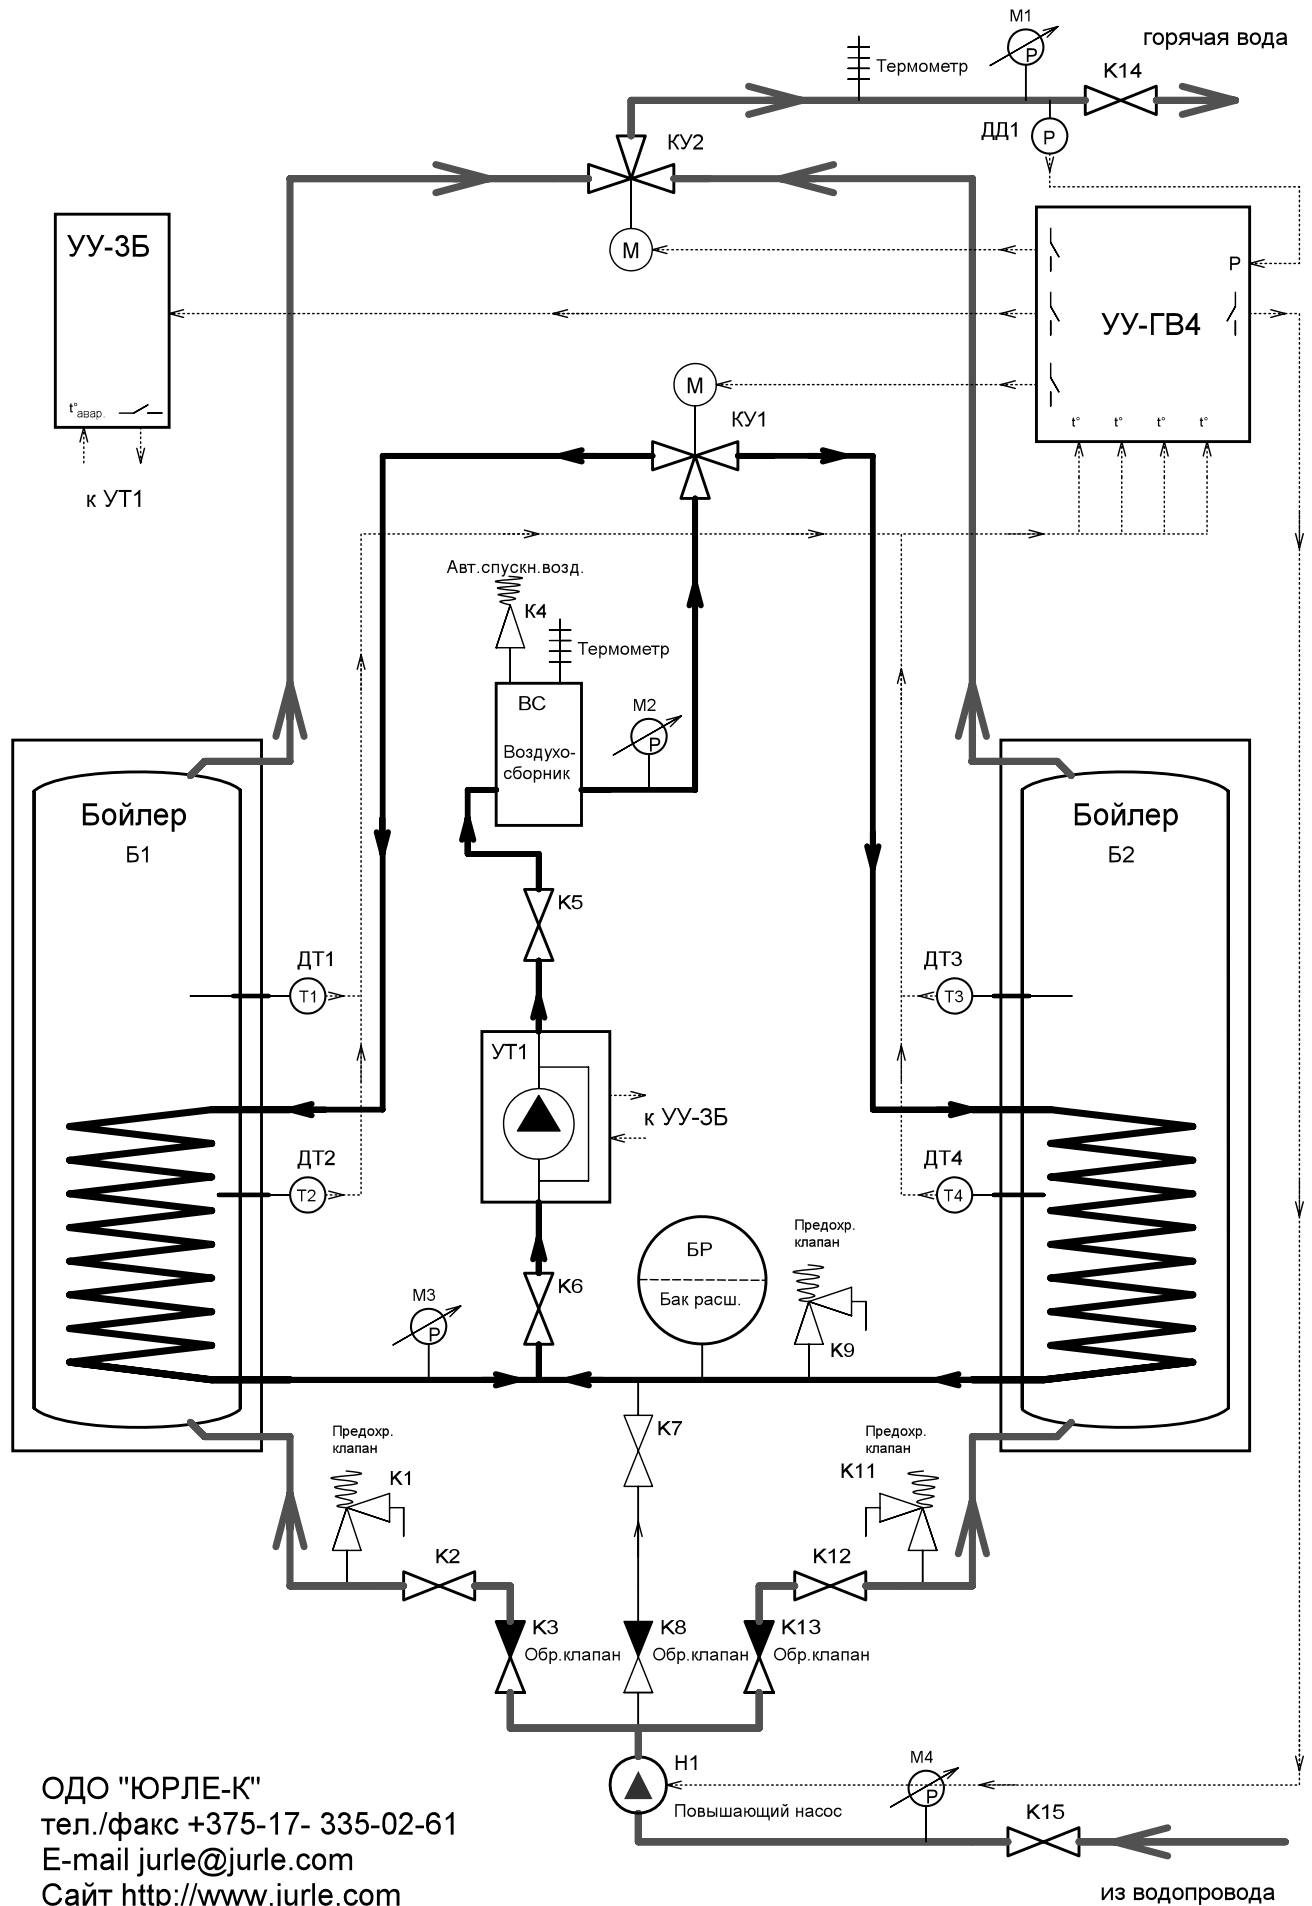 М1
горячая вода
Термометр
К14
Р
ДД1
Р
КУ2
УУ-ЗБ
М
Р
УУ-ГВ4
М
t° авар.
t° t° t° t°
КУ1
к УТ1
Авт.спускн.возд.
К4
Термометр
ВС
М2
Р
Воздухо-
сборник
Бойлер
Б1
Бойлер
Б2
К5
ДТ1
Т1
ДТ3
Т3
УТ1
к УУ-ЗБ
ДТ2
Т2
ДТ4
Т4
Предохр.
клапан
БР
Бак расш.
К6
М3
Р
К9
Предохр.
клапан
К1
К7
Предохр.
клапан
К11
К2
К12
К3
Обр.клапан
К8
Обр.клапан
К13
Обр.клапан
Н1
Повышающий насос
М4
Р
К15
из водопровода
ОДО "ЮРЛЕ-К"
тел./факс +375-17- 335-02-61
E-mail jurle@jurle.com
Сайт http://www.jurle.com